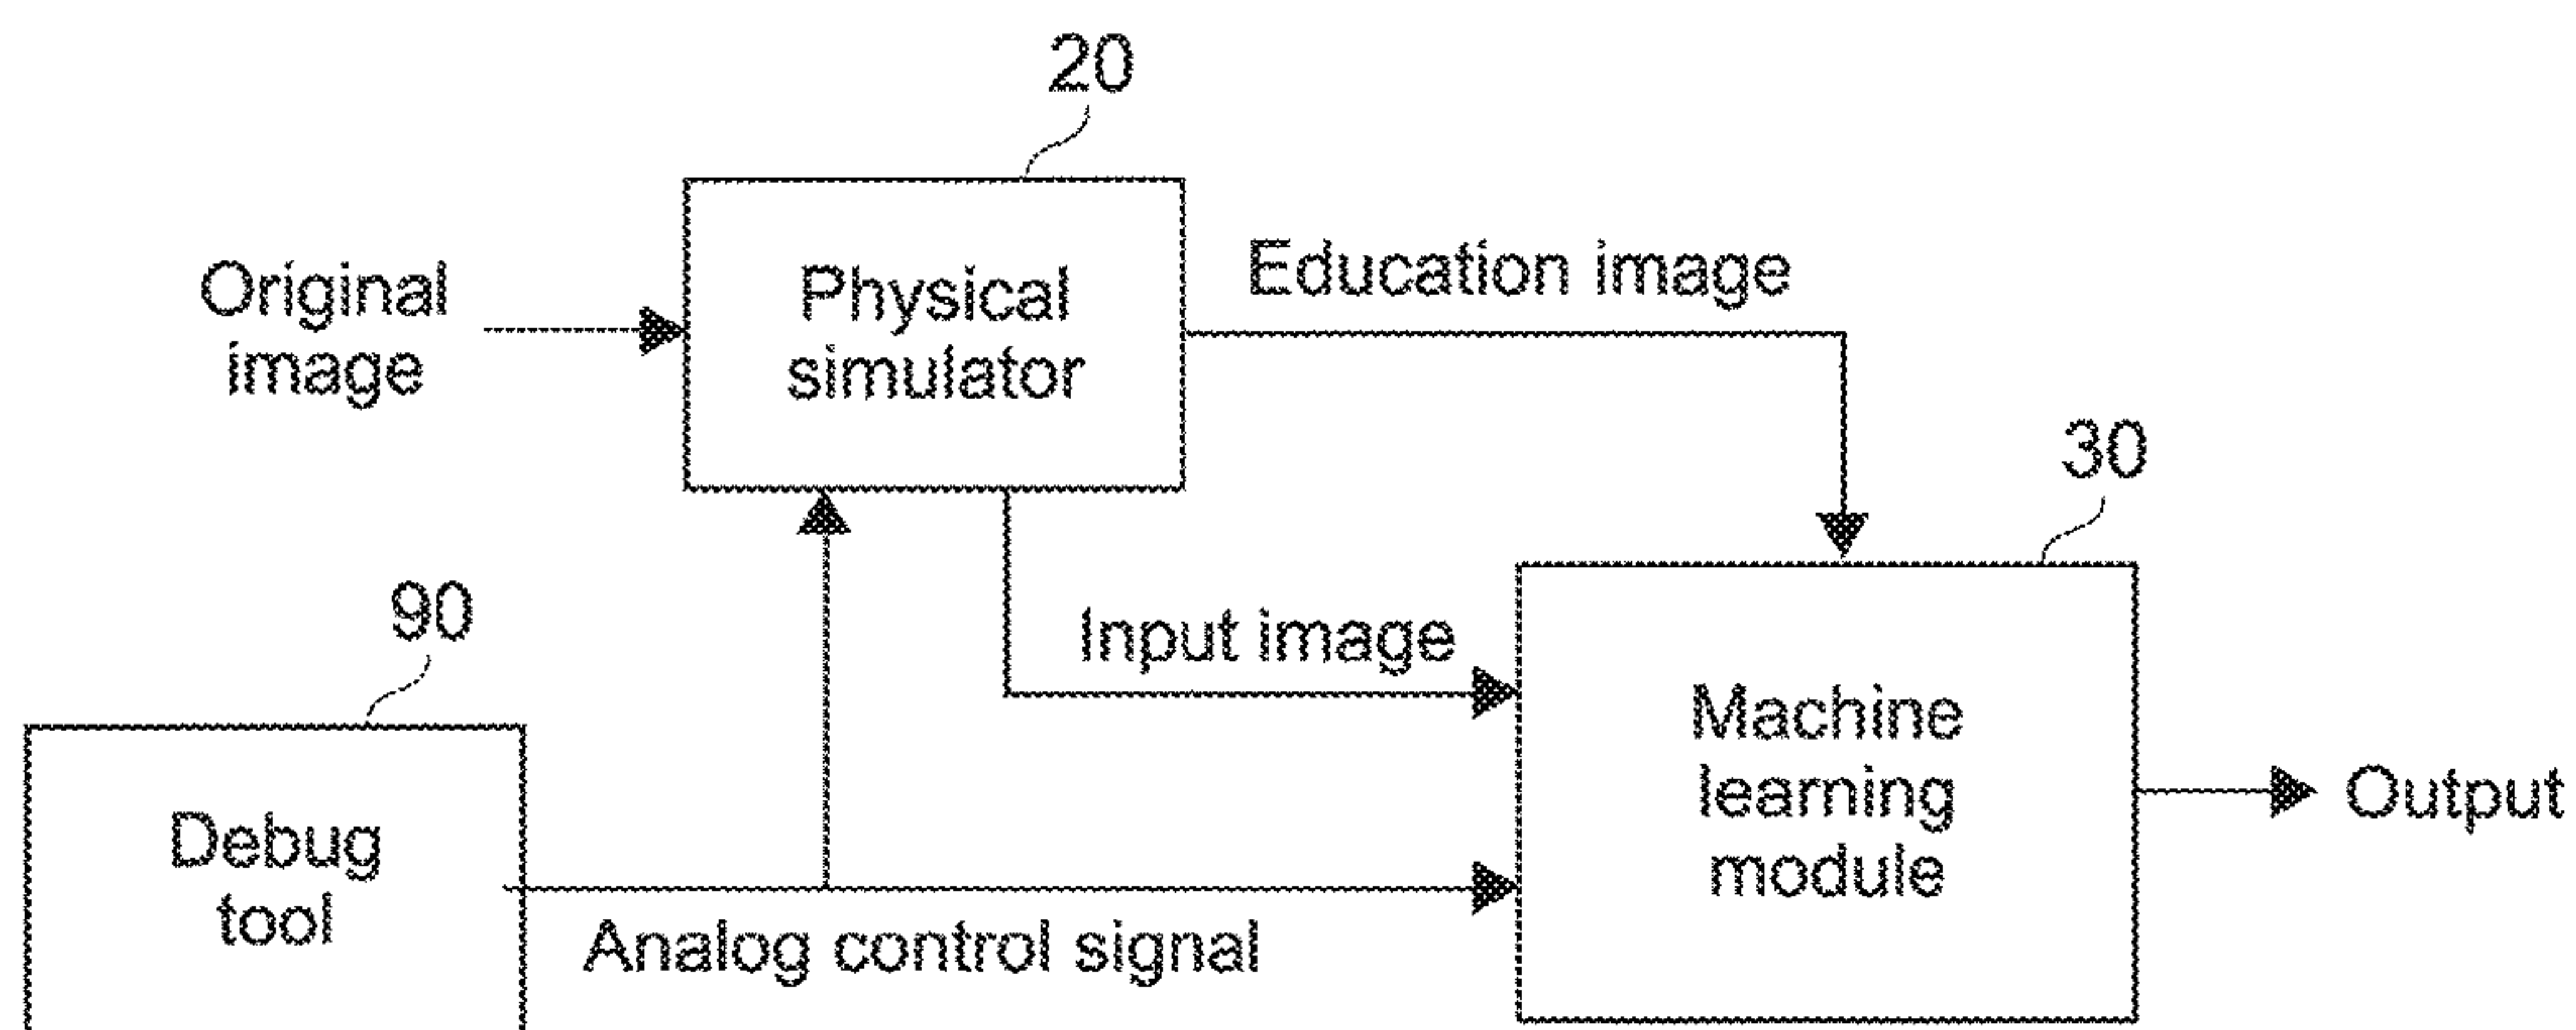 20
Original
image
Physical
simulator
Education image
30
90
Input image
Machine
learning
module
Output
Debug
tool
Analog control signal